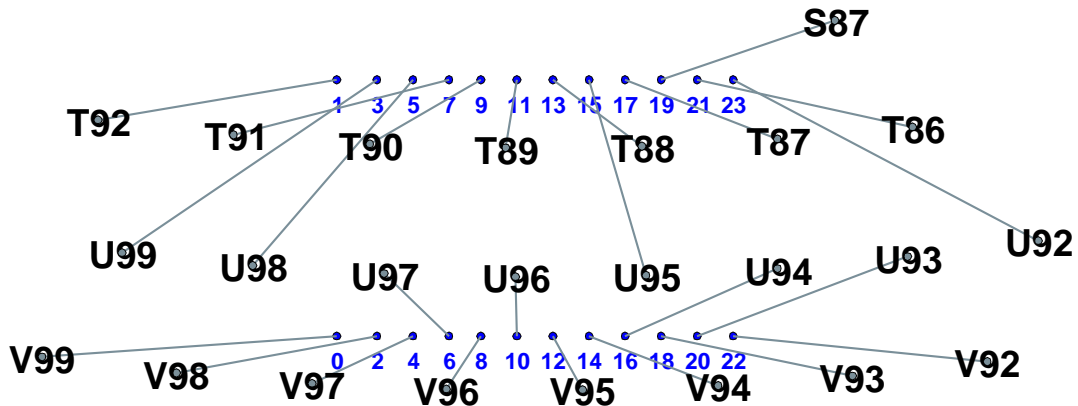 S87
1 3 5 7 9 11 13 15 17 19 21 23
T92 T91 T90 T89 T88 T87 T86
U99 U98 U97 U96 U95 U94 U93 U92
0 2 4 6 8 10 12 14 16 18 20 22
V99 V98 V97 V96 V95 V94 V93 V92